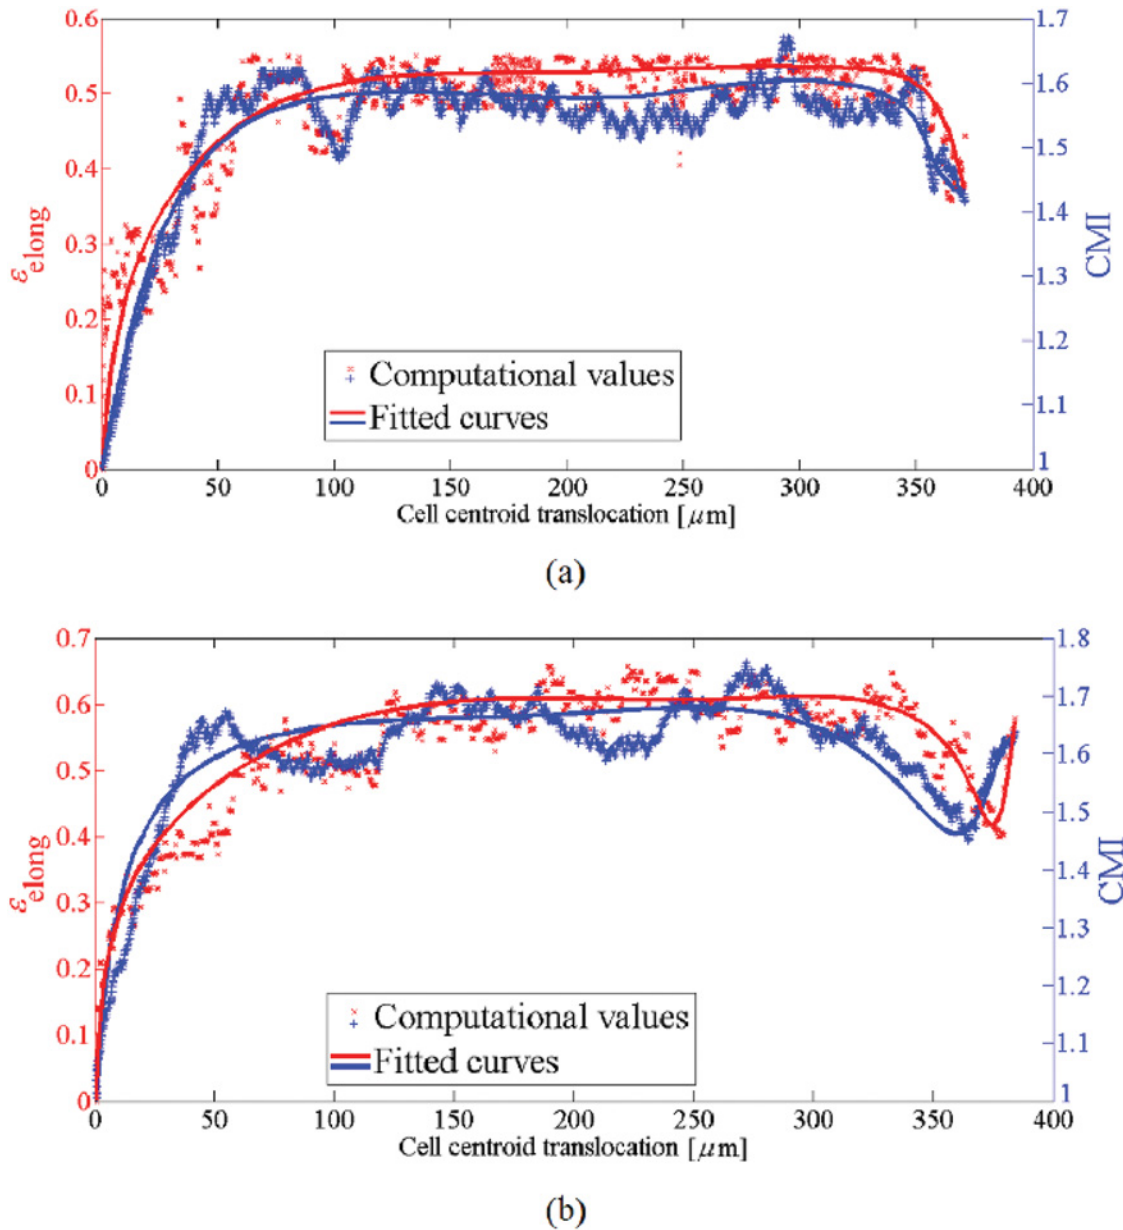 0.6
0.5
0.4
0.3
0.2
0.1
0
ε elong
1.7
1.6
1.5
1.4
1.3
1.2
1.1
1
CMI
Computational values
Fitted curves
0 50 100 150 200 250 300 350 400
Cell centroid translocation [μm]
(a)
0.7
0.6
0.5
0.4
0.3
0.2
0.1
0
ε elong
1.8
1.7
1.6
1.5
1.4
1.3
1.2
1.1
1
CMI
Computational values
Fitted curves
0 50 100 150 200 250 300 350 400
Cell centroid translocation [μm]
(b)